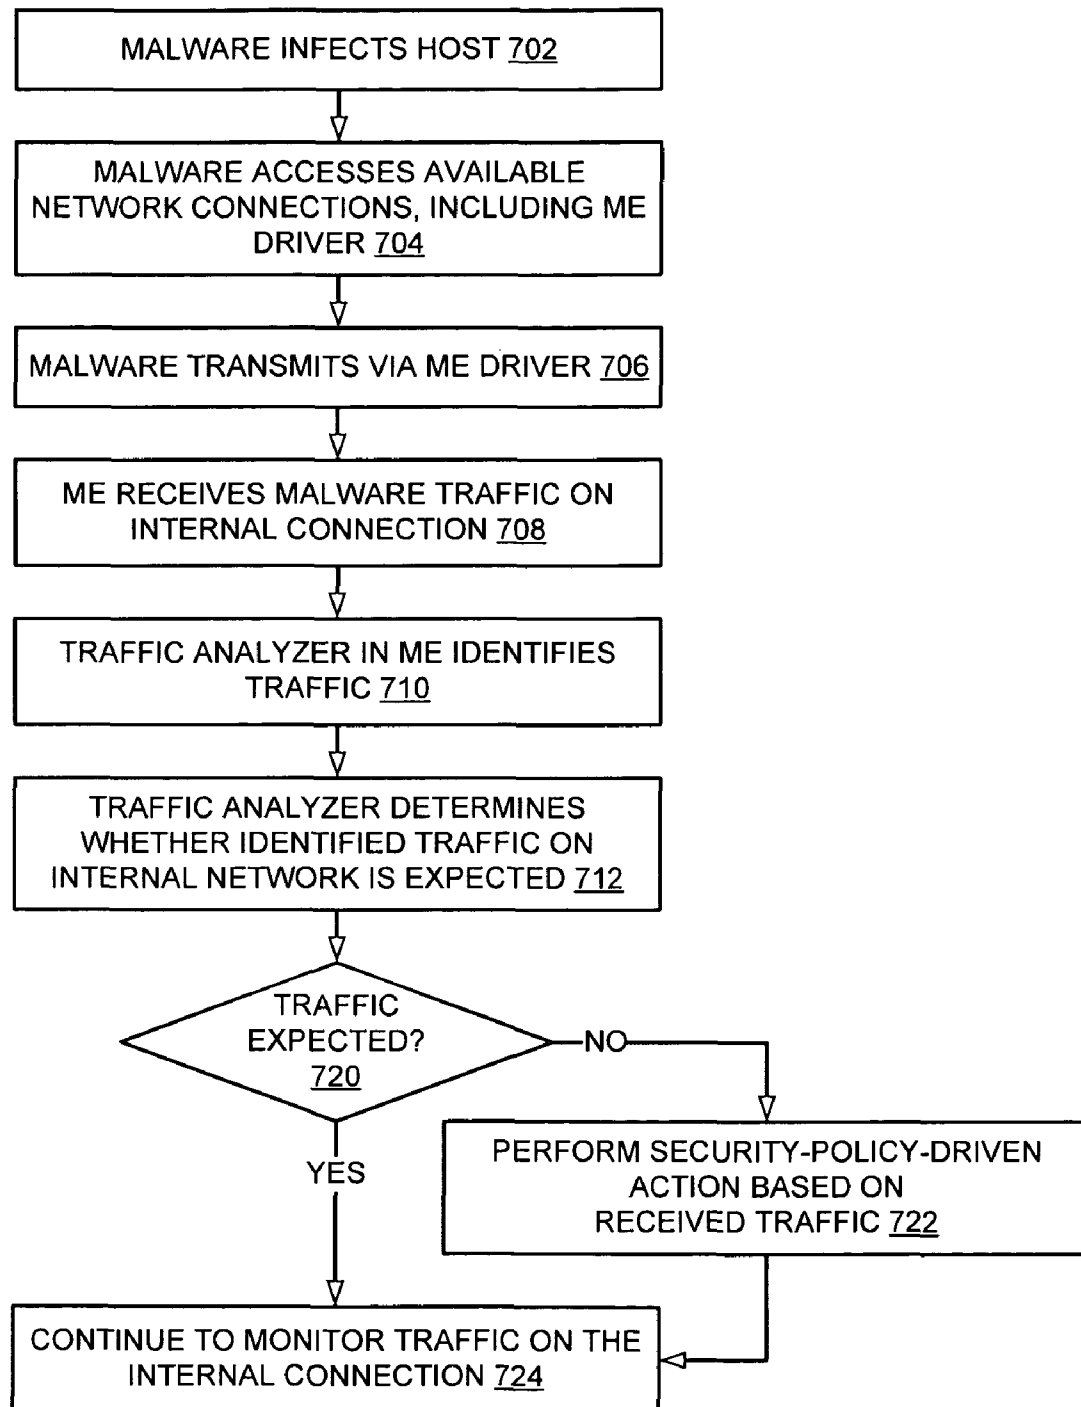 MALWARE INFECTS HOST 702
MALWARE ACCESSES AVAILABLE
NETWORK CONNECTIONS, INCLUDING ME
DRIVER 704
MALWARE TRANSMITS VIA ME DRIVER 706
ME RECEIVES MALWARE TRAFFIC ON
INTERNAL CONNECTION 708
TRAFFIC ANALYZER IN ME IDENTIFIES
TRAFFIC 710
TRAFFIC ANALYZER DETERMINES
WHETHER IDENTIFIED TRAFFIC ON
INTERNAL NETWORK IS EXPECTED 712
TRAFFIC
EXPECTED?
720
NO
YES
PERFORM SECURITY-POLICY-DRIVEN
ACTION BASED ON
RECEIVED TRAFFIC 722
CONTINUE TO MONITOR TRAFFIC ON THE
INTERNAL CONNECTION 724